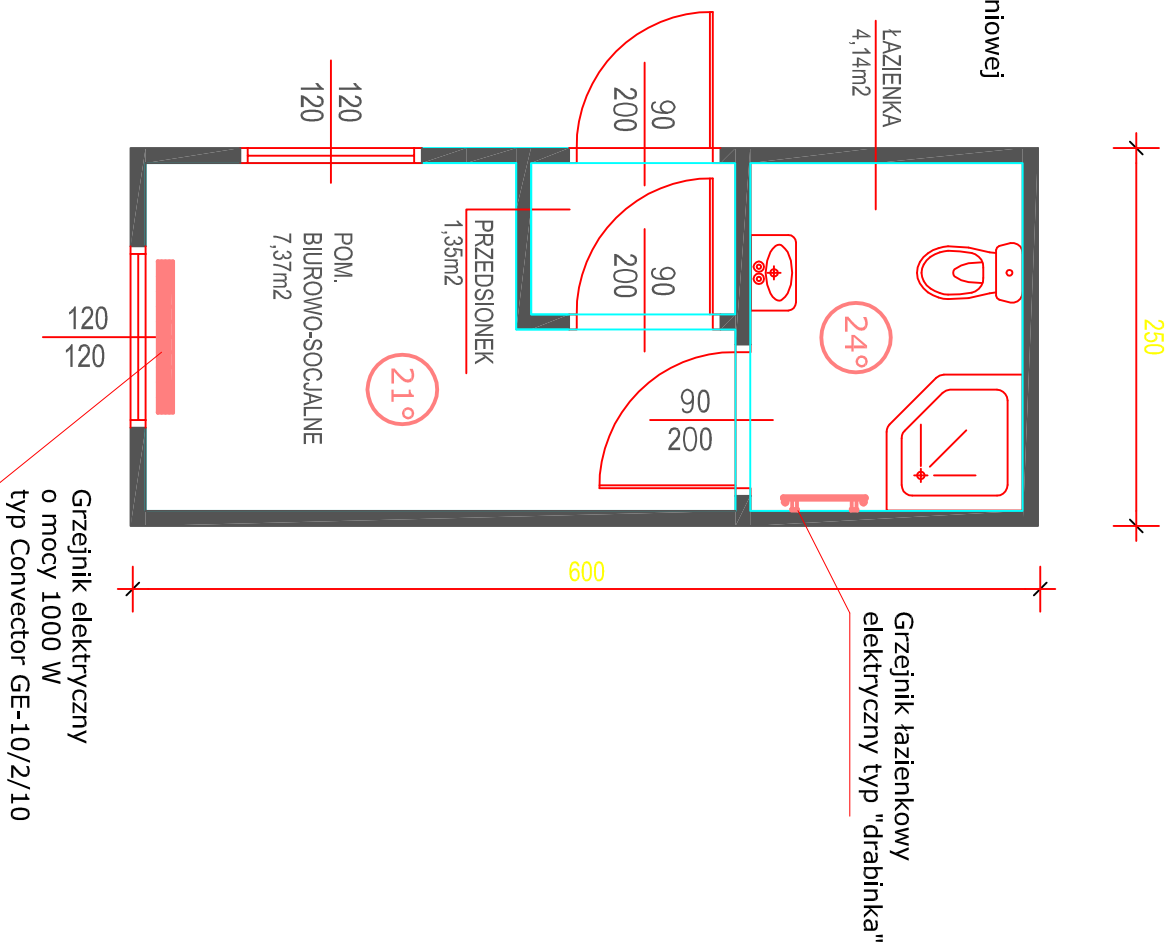 niowej
ŁAZIENKA
4,14m2
250
90
200
120
120
PRZEDSIONEK
1,35m2
90
200
24°
POM.
BIUROWO-SOCJALNE
7,37m2
21°
90
200
120
120
600
Grzejnik łazienkowy
elektryczny typ "drabinka"
Grzejnik elektryczny
o mocy 1000 W
typ Convector GE-10/2/10